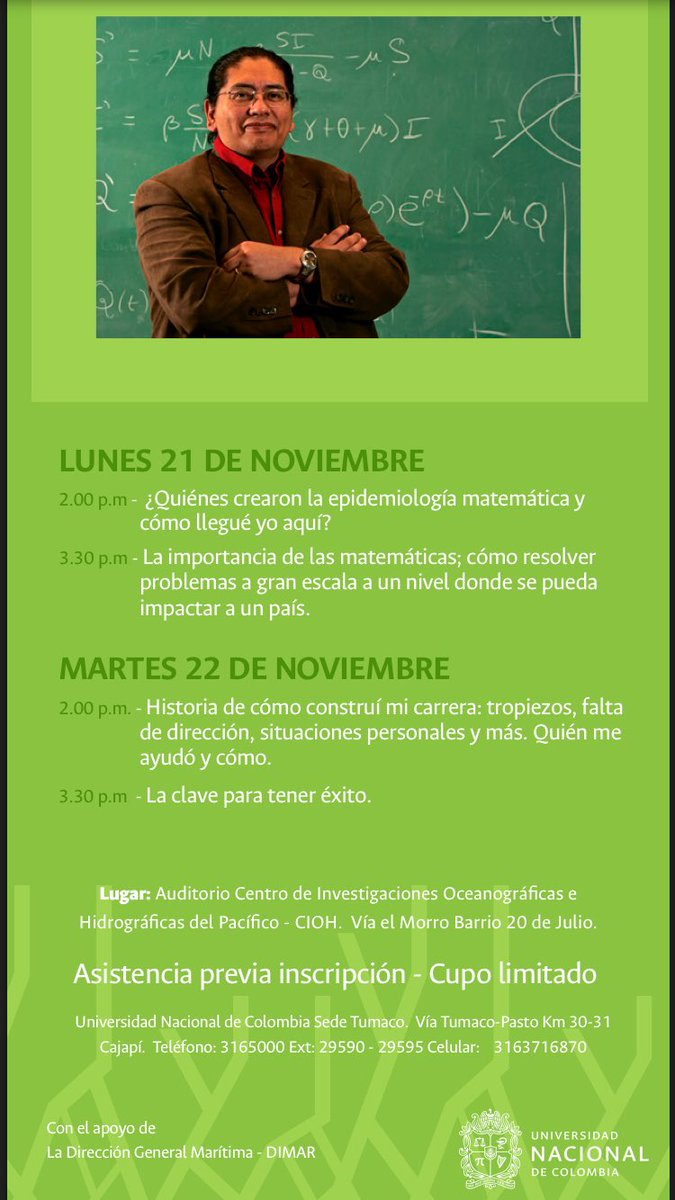 ' = μN - SI/-Q - μS
' = β S/N (γ+θ+μ)I
I
Q' = ρ)e^-ρt) - μQ
Q(t)
LUNES 21 DE NOVIEMBRE
2.00 p.m - ¿Quiénes crearon la epidemiología matemática y
cómo llegué yo aquí?
3.30 p.m - La importancia de las matemáticas; cómo resolver
problemas a gran escala a un nivel donde se pueda
impactar a un país.
MARTES 22 DE NOVIEMBRE
2.00 p.m. - Historia de cómo construí mi carrera: tropiezos, falta
de dirección, situaciones personales y más. Quién me
ayudó y cómo.
3.30 p.m - La clave para tener éxito.
Lugar: Auditorio Centro de Investigaciones Oceanográficas e
Hidrográficas del Pacífico - CIOH. Vía el Morro Barrio 20 de Julio.
Asistencia previa inscripción - Cupo limitado
Universidad Nacional de Colombia Sede Tumaco. Vía Tumaco-Pasto Km 30-31
Cajapí. Teléfono: 3165000 Ext: 29590 - 29595 Celular: 3163716870
Con el apoyo de
La Dirección General Marítima - DIMAR
UNIVERSIDAD
NACIONAL
DE COLOMBIA